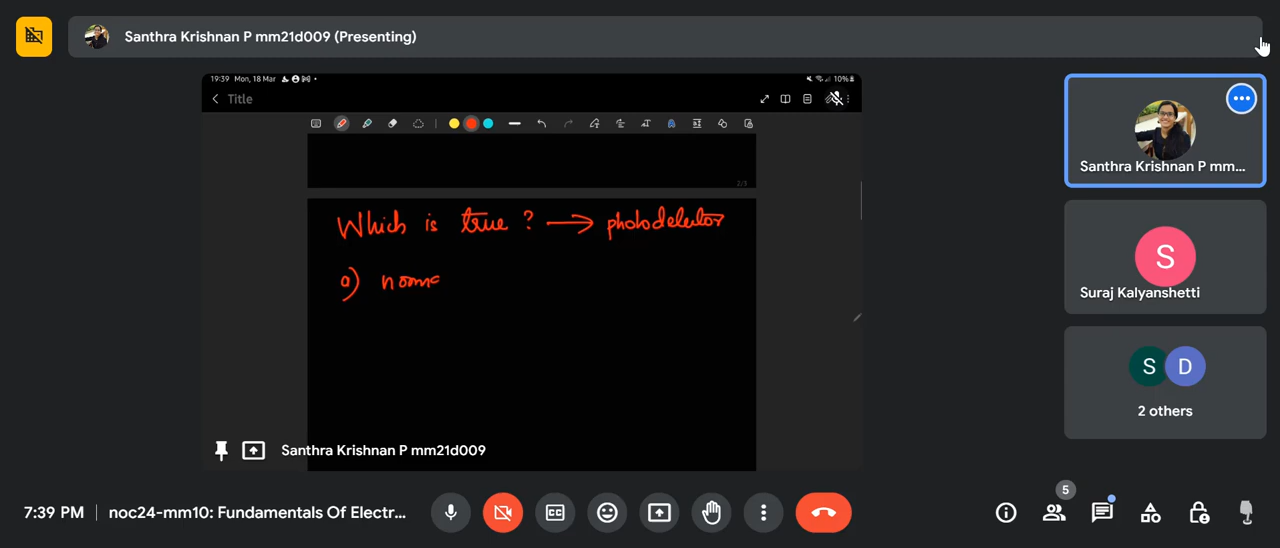 Santhra Krishnan P mm21d009 (Presenting)
19:39 Mon, 18 Mar
10%
Title
2/3
Which is true ? → photodetector
a) noma
Santhra Krishnan P mm21d009
Santhra Krishnan P mm...
S
Suraj Kalyanshetti
S D
2 others
7:39 PM | noc24-mm10: Fundamentals Of Electr...
5